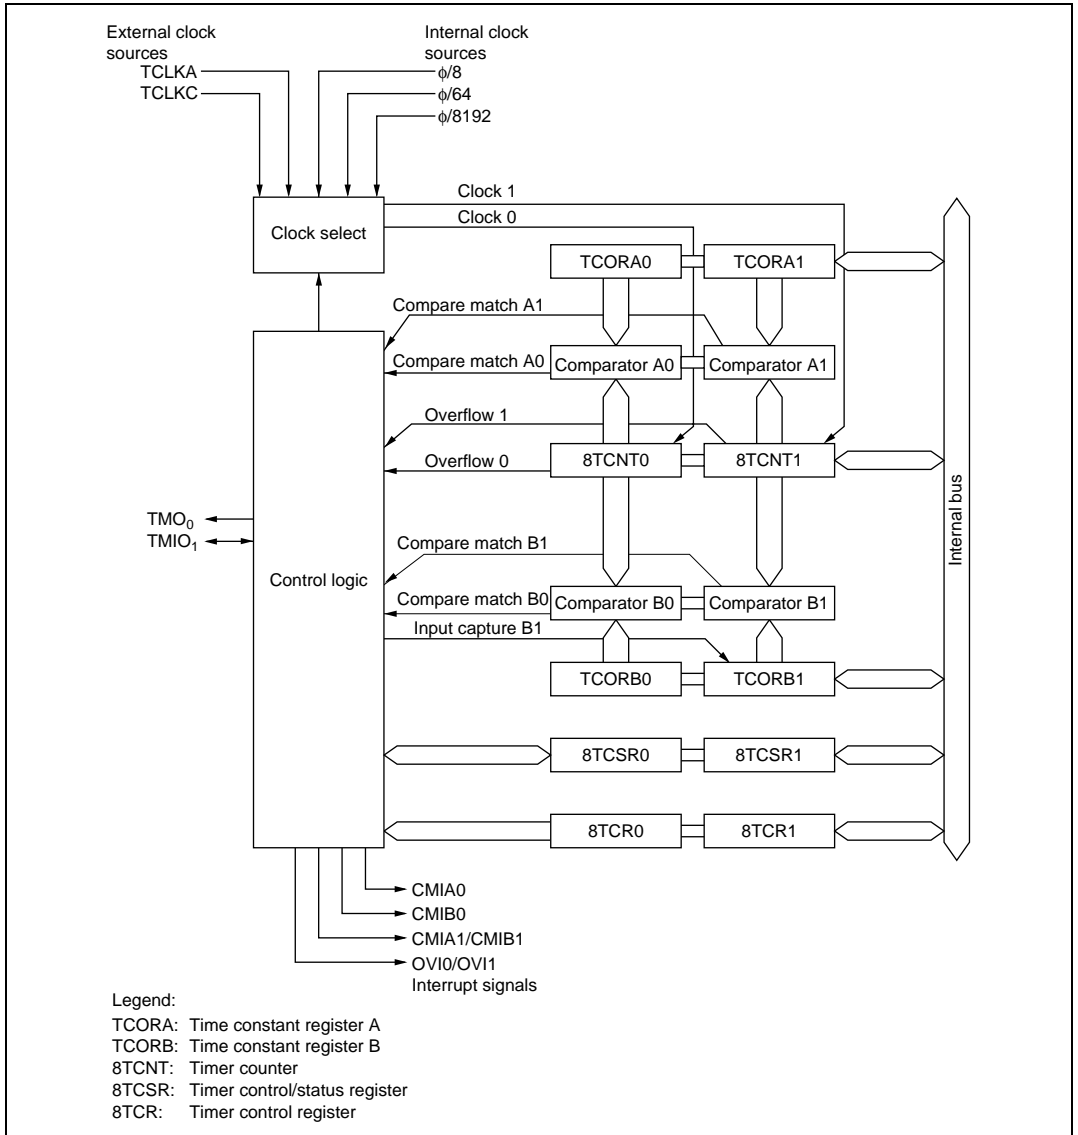 External clock
sources
Internal clock
sources
TCLKA
φ/8
TCLKC
φ/64
φ/8192
Clock 1
Clock 0
Clock select
TCORA0
TCORA1
Compare match A1
Compare match A0
Comparator A0
Comparator A1
Overflow 1
Overflow 0
8TCNT0
8TCNT1
Internal bus
TMO0
TMIO1
Control logic
Compare match B1
Compare match B0
Comparator B0
Comparator B1
Input capture B1
TCORB0
TCORB1
8TCSR0
8TCSR1
8TCR0
8TCR1
CMIA0
CMIB0
CMIA1/CMIB1
OVI0/OVI1
Interrupt signals
Legend:
TCORA: Time constant register A
TCORB: Time constant register B
8TCNT: Timer counter
8TCSR: Timer control/status register
8TCR: Timer control register